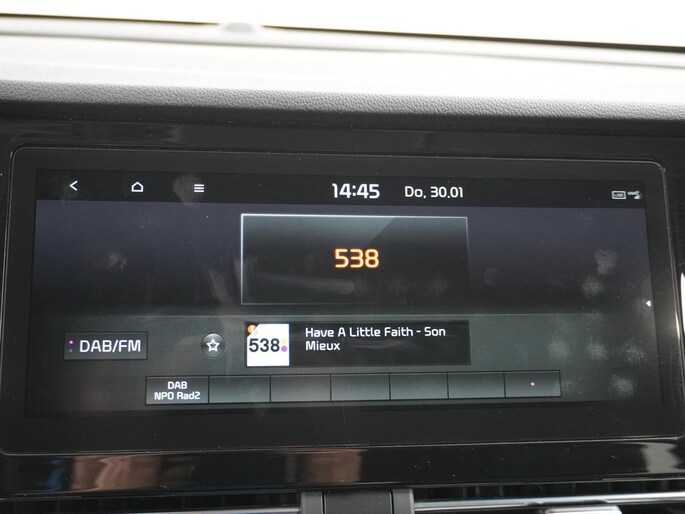 14:45 Do, 30.01
538
DAB/FM
538
Have A Little Faith - Son
Mieux
DAB
NPO Rad2